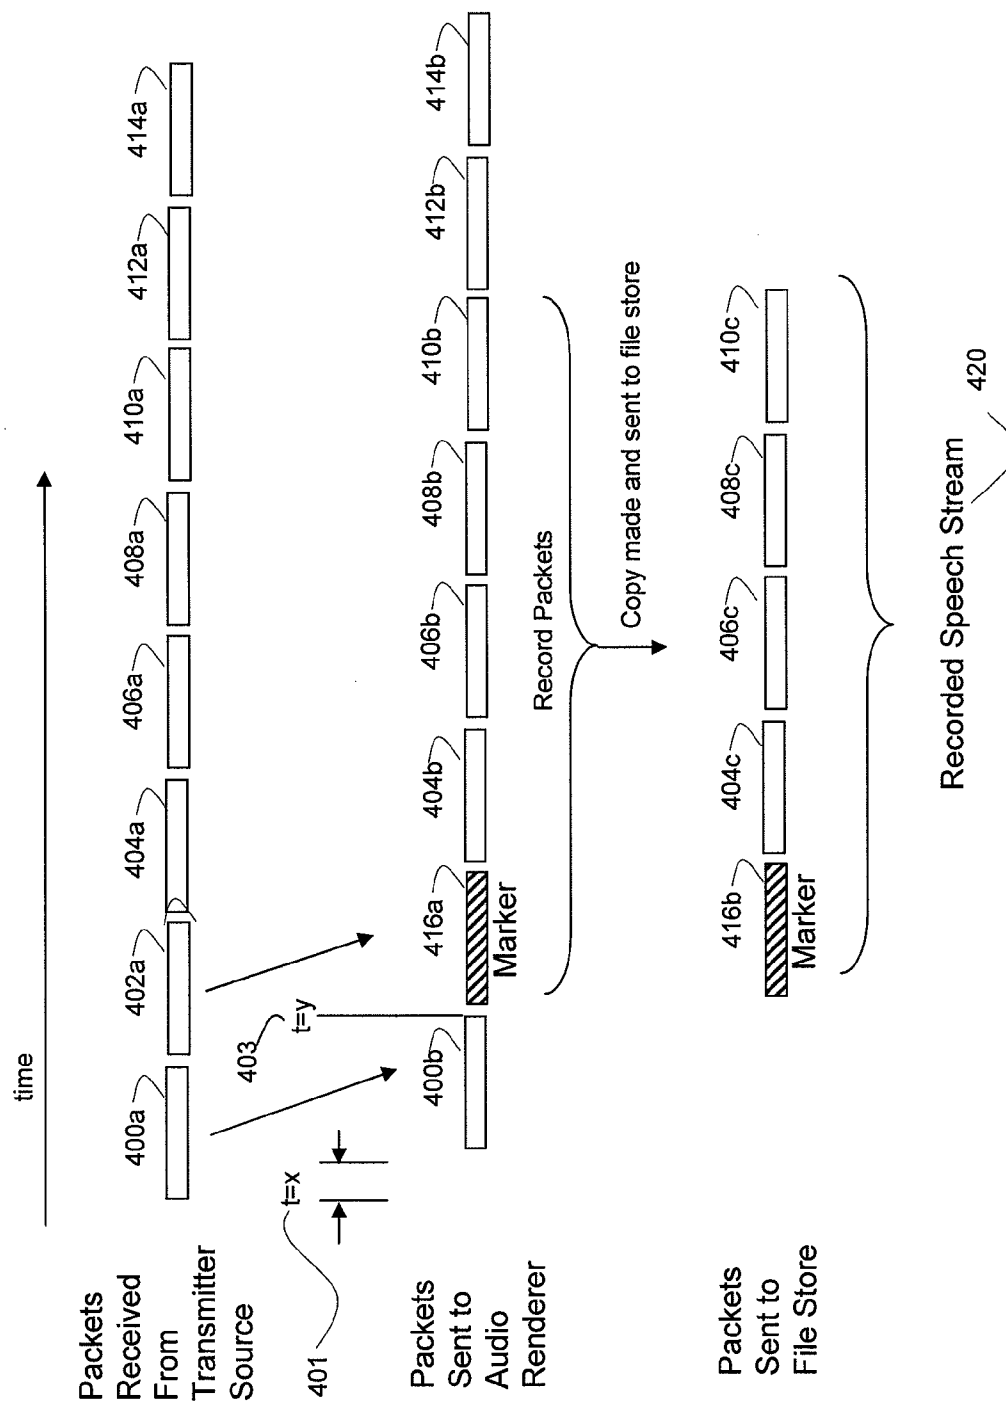 time
Packets
Received
From
Transmitter
Source
400a
402a
404a
406a
408a
410a
412a
414a
401
t=x
403
t=y
Packets
Sent to
Audio
Renderer
400b
416a
Marker
404b
406b
408b
410b
412b
414b
Record Packets
Copy made and sent to file store
Packets
Sent to
File Store
416b
Marker
404c
406c
408c
410c
Recorded Speech Stream
420